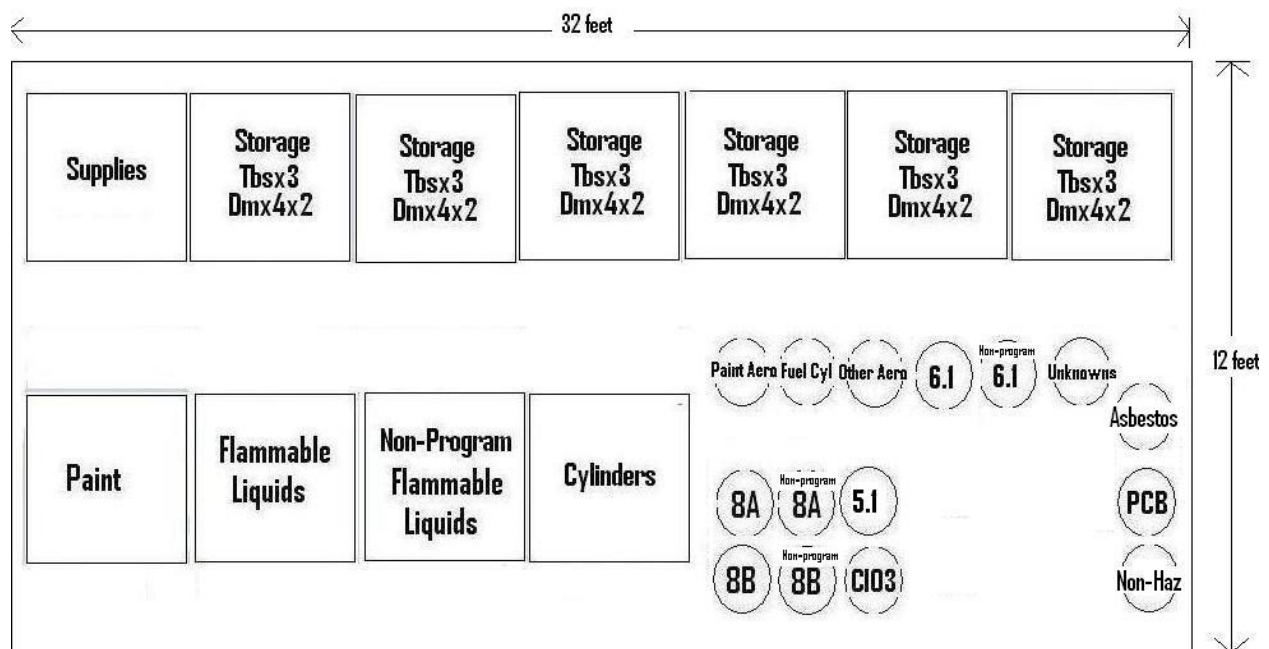 32 feet
Supplies
Storage
Tbsx3
Dmx4x2
Storage
Tbsx3
Dmx4x2
Storage
Tbsx3
Dmx4x2
Storage
Tbsx3
Dmx4x2
Storage
Tbsx3
Dmx4x2
Storage
Tbsx3
Dmx4x2
12 feet
Paint Aero
Fuel Cyl
Other Aero
6.1
Non-program
6.1
Unknowns
Asbestos
Paint
Flammable
Liquids
Non-Program
Flammable
Liquids
Cylinders
8A
Non-program
8A
5.1
PCB
8B
Non-program
8B
ClO3
Non-Haz